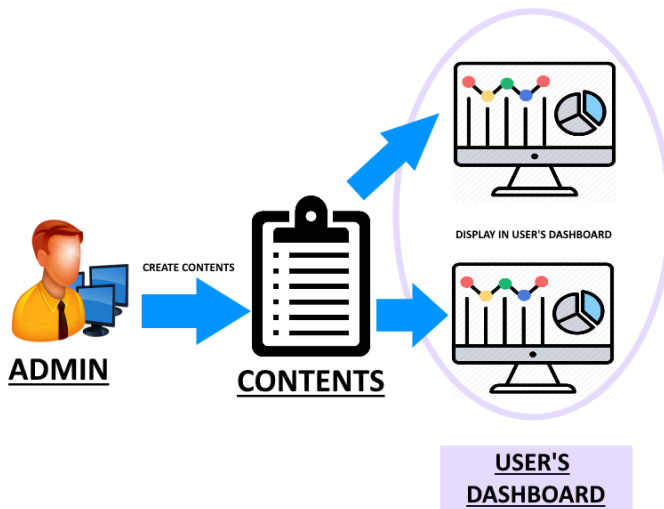 DISPLAY IN USER'S DASHBOARD
CREATE CONTENTS
ADMIN
CONTENTS
USER'S
DASHBOARD